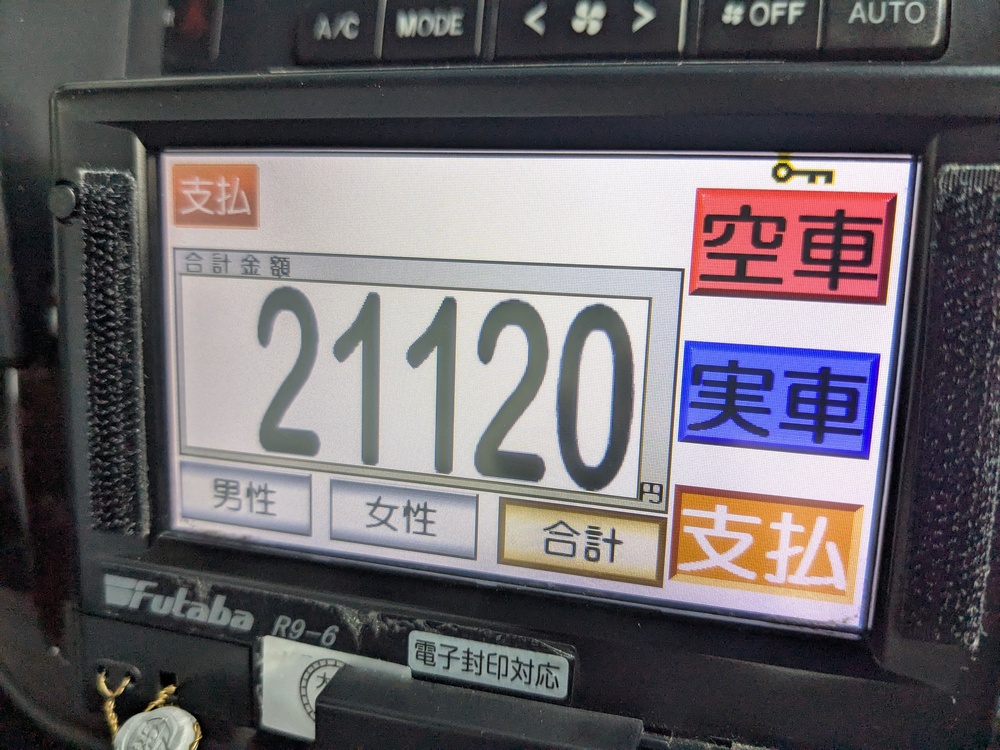 A/C
MODE
< >
OFF
AUTO
支払
空車
合計金額
21120
円
実車
男性
女性
合計
支払
Futaba
R9-6
電子封印対応